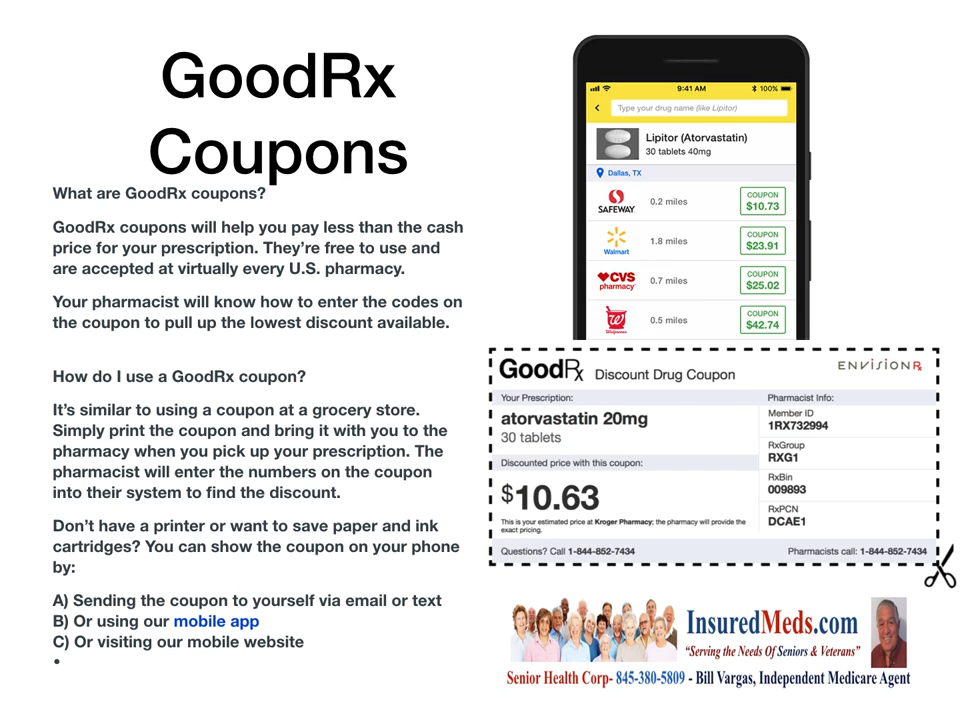 GoodRx
Coupons
What are GoodRx coupons?
GoodRx coupons will help you pay less than the cash
price for your prescription. They’re free to use and
are accepted at virtually every U.S. pharmacy.
Your pharmacist will know how to enter the codes on
the coupon to pull up the lowest discount available.
How do I use a GoodRx coupon?
It’s similar to using a coupon at a grocery store.
Simply print the coupon and bring it with you to the
pharmacy when you pick up your prescription. The
pharmacist will enter the numbers on the coupon
into their system to find the discount.
Don’t have a printer or want to save paper and ink
cartridges? You can show the coupon on your phone
by:
A) Sending the coupon to yourself via email or text
B) Or using our mobile app
C) Or visiting our mobile website
•
9:41 AM 100%
Type your drug name (like Lipitor)
Lipitor (Atorvastatin)
30 tablets 40mg
Dallas, TX
SAFEWAY 0.2 miles COUPON $10.73
Walmart 1.8 miles COUPON $23.91
CVS pharmacy 0.7 miles COUPON $25.02
Walgreens 0.5 miles COUPON $42.74
GoodRx Discount Drug Coupon ENVISIONRx
Your Prescription:
atorvastatin 20mg
30 tablets
Discounted price with this coupon:
$10.63
This is your estimated price at Kroger Pharmacy; the pharmacy will provide the
exact pricing.
Pharmacist Info:
Member ID
1RX732994
RxGroup
RXG1
RxBin
009893
RxPCN
DCAE1
Questions? Call 1-844-852-7434 Pharmacists call: 1-844-852-7434
InsuredMeds.com
“Serving the Needs Of Seniors & Veterans”
Senior Health Corp- 845-380-5809 - Bill Vargas, Independent Medicare Agent